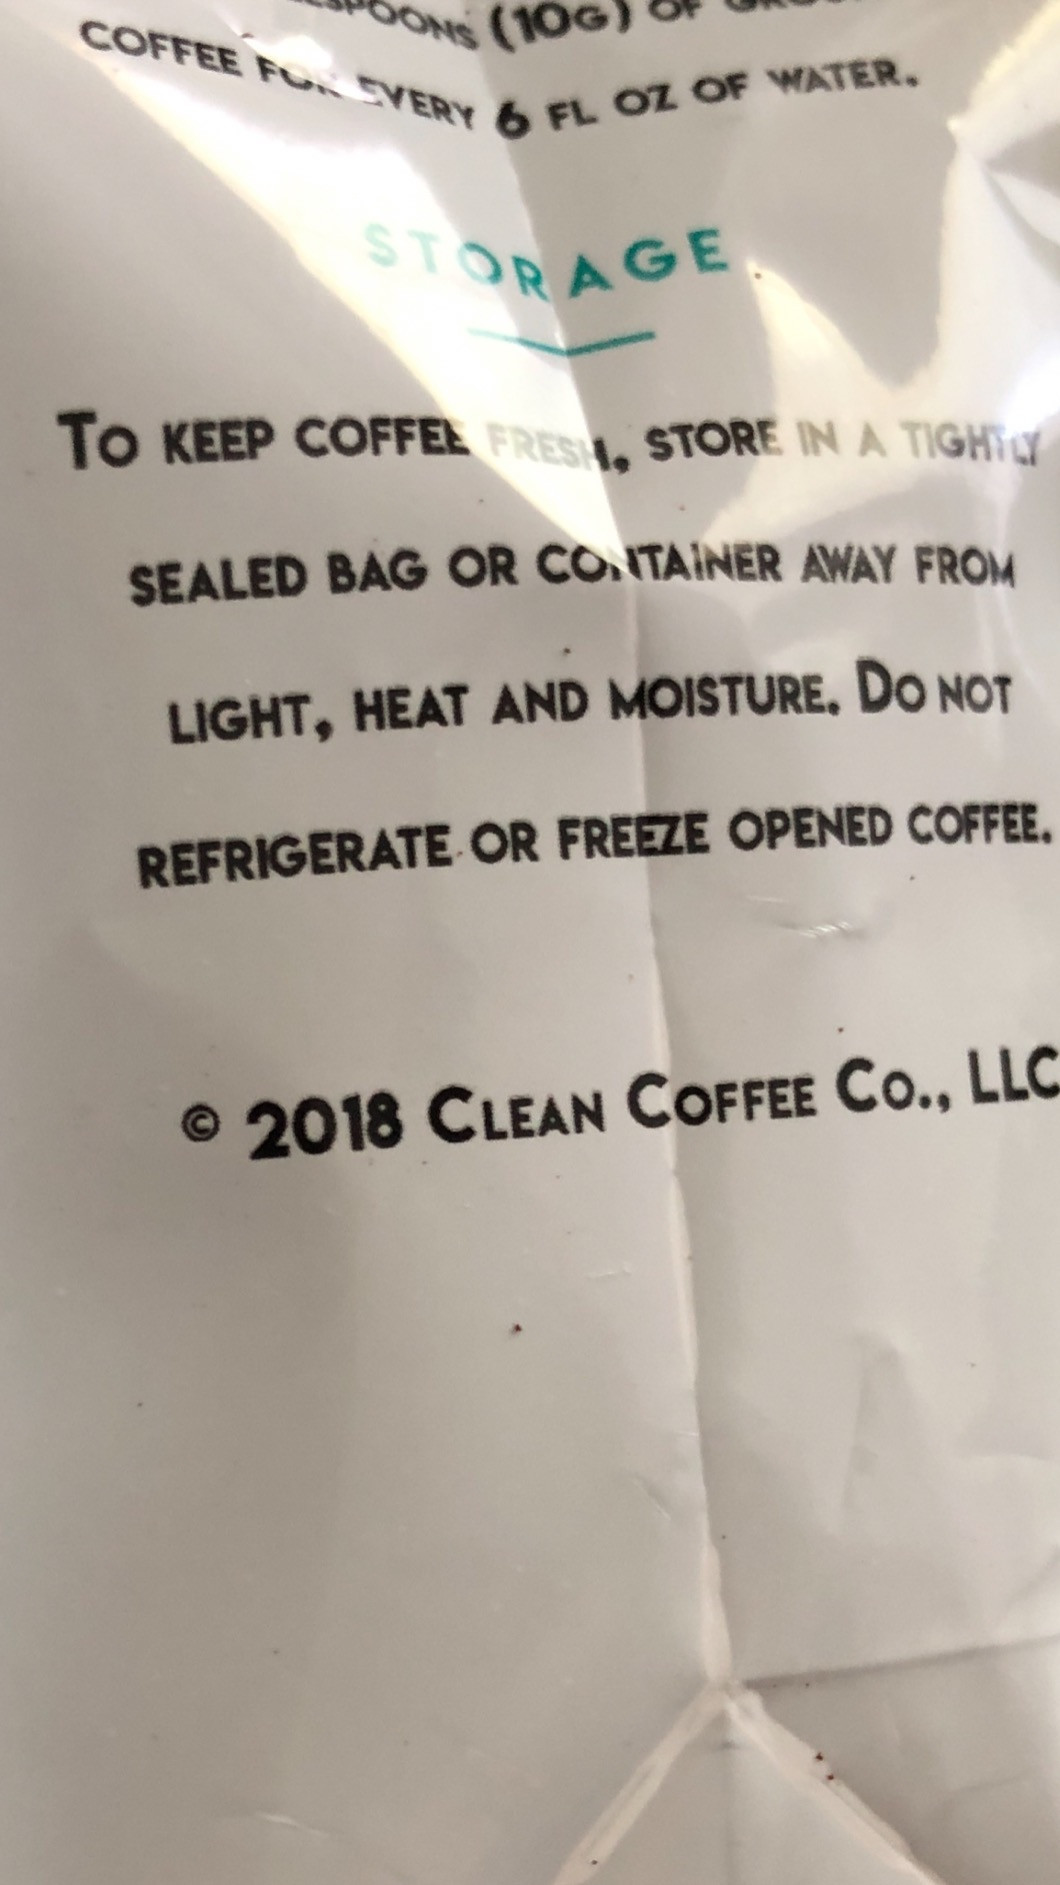 (10G) OF
COFFEE FOR EVERY 6 FL OZ OF WATER.
STORAGE
TO KEEP COFFEE FRESH, STORE IN A TIGHTLY
SEALED BAG OR CONTAINER AWAY FROM
LIGHT, HEAT AND MOISTURE. DO NOT
REFRIGERATE OR FREEZE OPENED COFFEE.
© 2018 CLEAN COFFEE CO., LLC